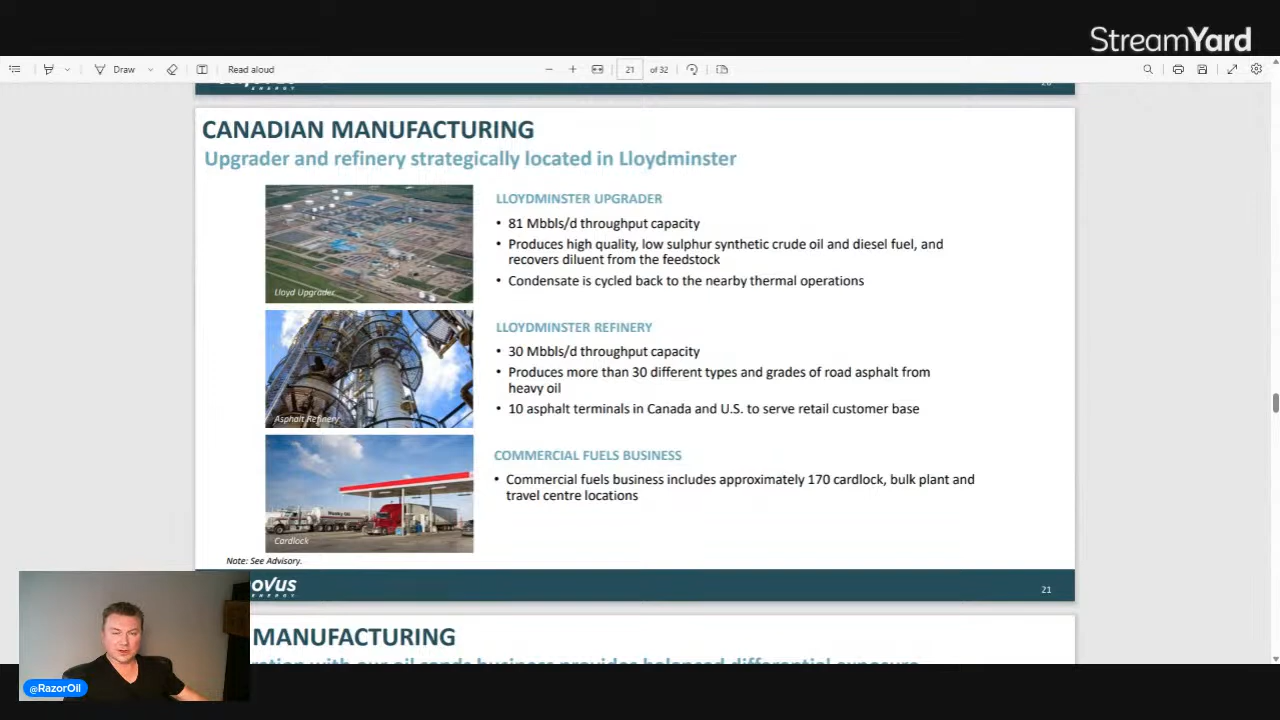 StreamYard
Draw
Read aloud
21 of 32
ENERGY
CANADIAN MANUFACTURING
Upgrader and refinery strategically located in Lloydminster
Lloyd Upgrader
LLOYDMINSTER UPGRADER
• 81 Mbbls/d throughput capacity
• Produces high quality, low sulphur synthetic crude oil and diesel fuel, and
recovers diluent from the feedstock
• Condensate is cycled back to the nearby thermal operations
Asphalt Refinery
LLOYDMINSTER REFINERY
• 30 Mbbls/d throughput capacity
• Produces more than 30 different types and grades of road asphalt from
heavy oil
• 10 asphalt terminals in Canada and U.S. to serve retail customer base
Cardlock
COMMERCIAL FUELS BUSINESS
• Commercial fuels business includes approximately 170 cardlock, bulk plant and
travel centre locations
Note: See Advisory.
ovus
ENERGY
21
MANUFACTURING
@RazorOil